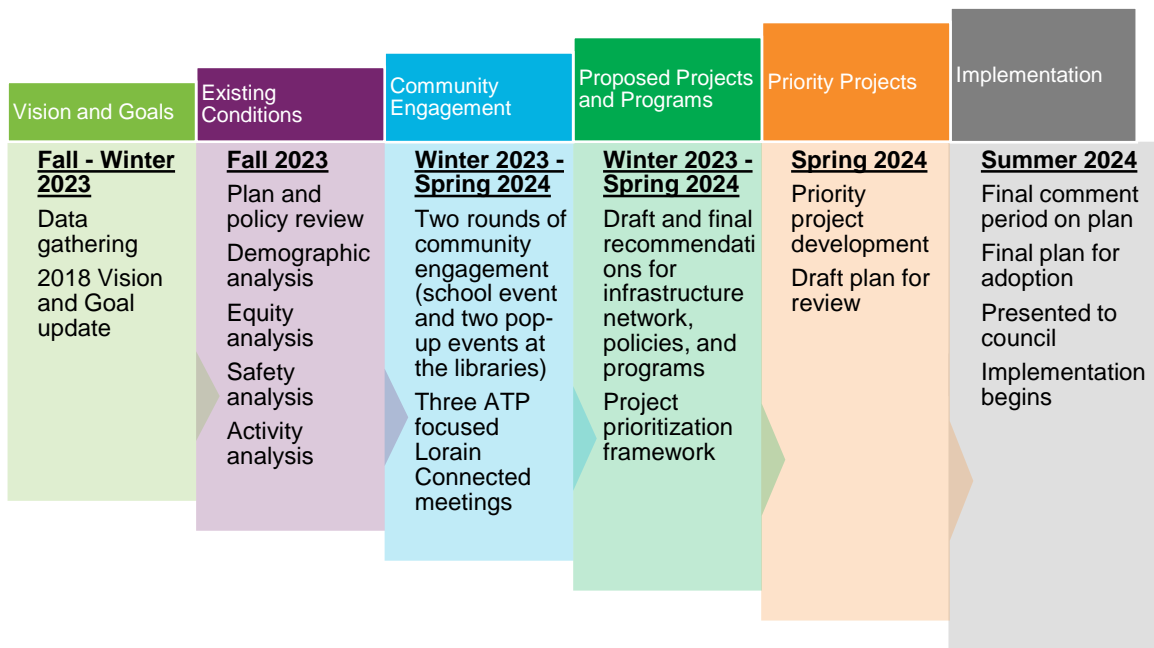 Vision and Goals
Fall - Winter
2023
Data
gathering
2018 Vision
and Goal
update
Existing
Conditions
Fall 2023
Plan and
policy review
Demographic
analysis
Equity
analysis
Safety
analysis
Activity
analysis
Community
Engagement
Winter 2023 -
Spring 2024
Two rounds of
community
engagement
(school event
and two pop-
up events at
the libraries)
Three ATP
focused
Lorain
Connected
meetings
Proposed Projects
and Programs
Winter 2023 -
Spring 2024
Draft and final
recommendati
ons for
infrastructure
network,
policies, and
programs
Project
prioritization
framework
Priority Projects
Spring 2024
Priority
project
development
Draft plan for
review
Implementation
Summer 2024
Final comment
period on plan
Final plan for
adoption
Presented to
council
Implementation
begins